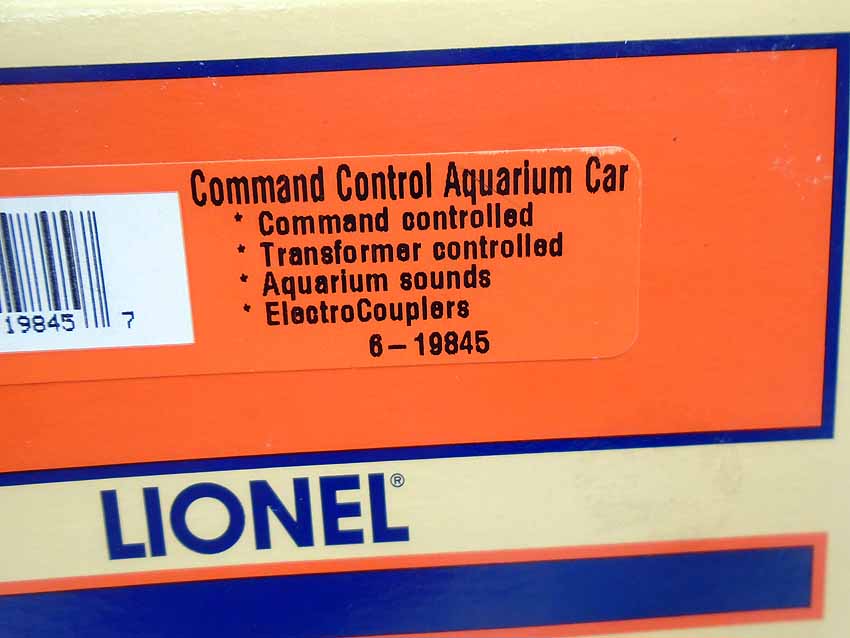 Command Control Aquarium Car
* Command controlled
* Transformer controlled
* Aquarium sounds
* ElectroCouplers
6-19845
19845 7
LIONEL®